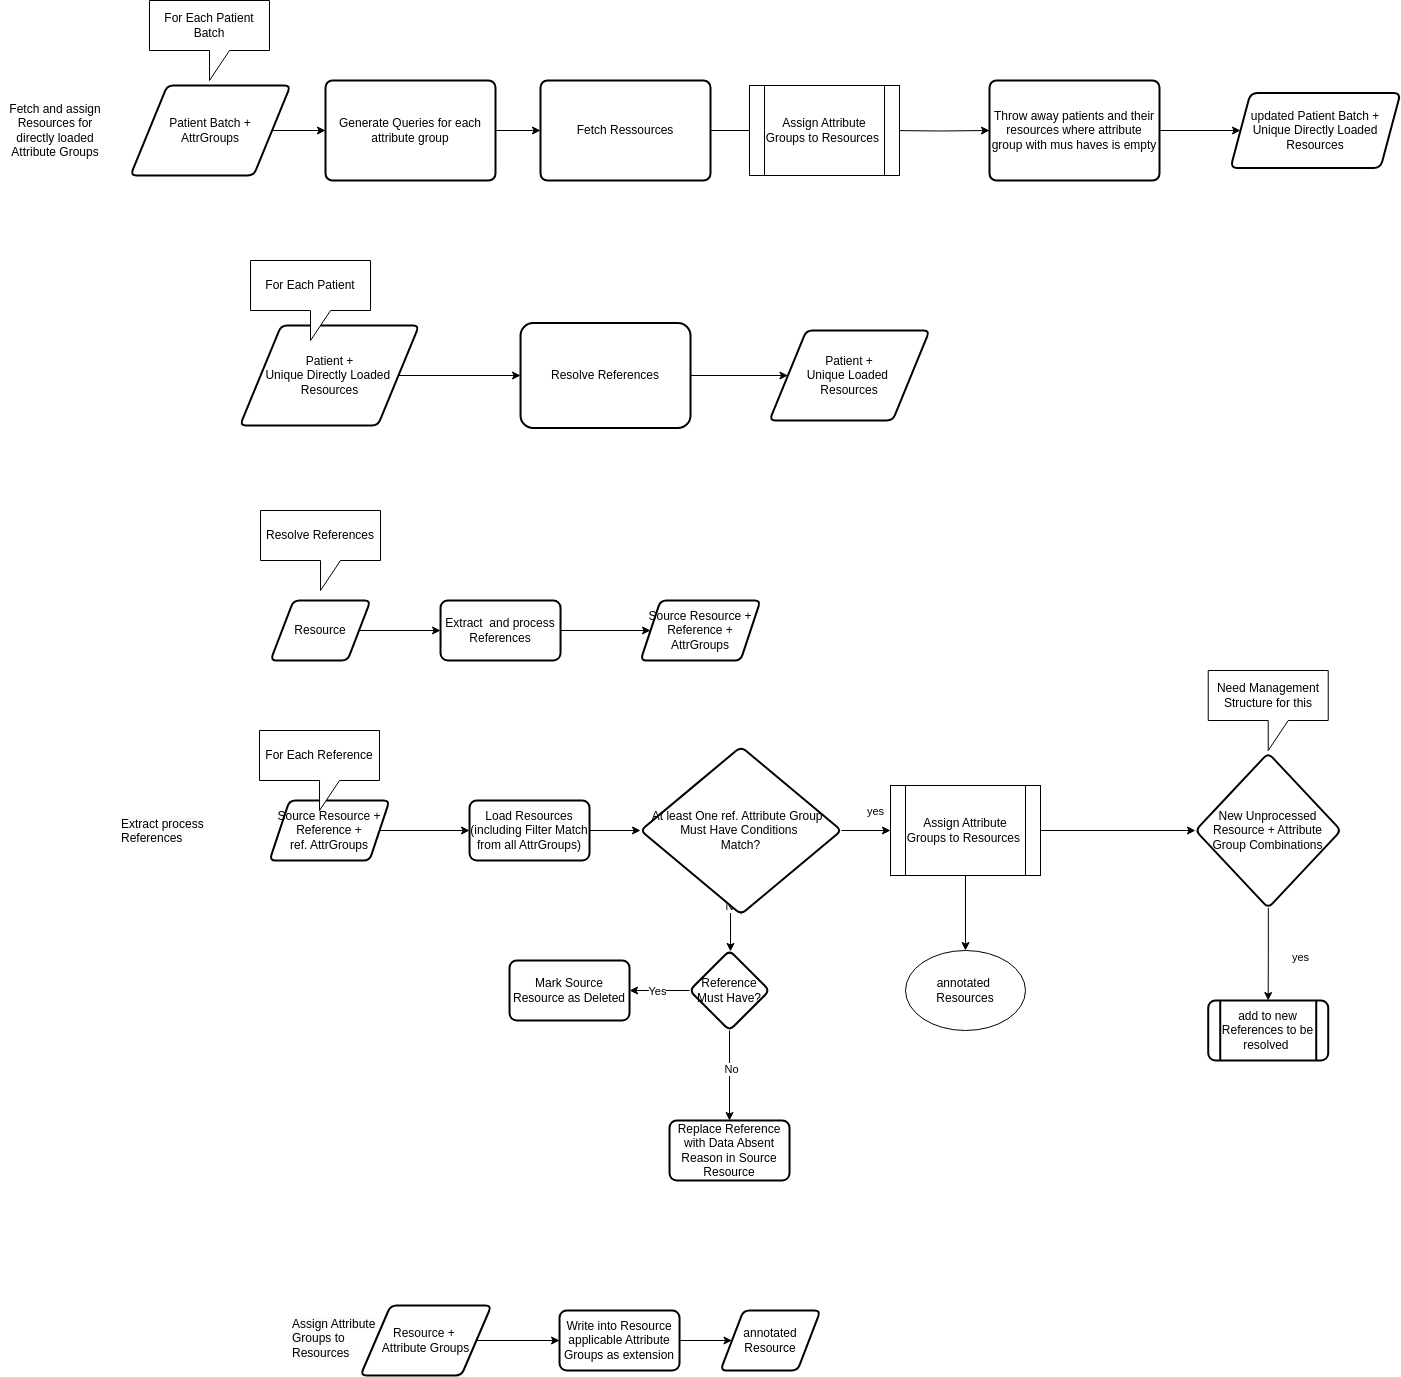 For Each Patient
Batch
Fetch and assign
Resources for
directly loaded
Attribute Groups
Patient Batch +
AttrGroups
Generate Queries for each
attribute group
Fetch Ressources
Assign Attribute
Groups to Resources
Throw away patients and their
resources where attribute
group with mus haves is empty
updated Patient Batch +
Unique Directly Loaded
Resources
For Each Patient
Patient +
Unique Directly Loaded
Resources
Resolve References
Patient +
Unique Loaded
Resources
Resolve References
Resource
Extract  and process
References
Source Resource +
Reference +
AttrGroups
Need Management
Structure for this
For Each Reference
Extract process
References
Source Resource +
Reference +
ref. AttrGroups
Load Resources
(including Filter Match
from all AttrGroups)
At least One ref. Attribute Group
Must Have Conditions
Match?
yes
Assign Attribute
Groups to Resources
New Unprocessed
Resource + Attribute
Group Combinations
Mark Source
Resource as Deleted
Yes
Reference
Must Have?
annotated
Resources
yes
add to new
References to be
resolved
No
Replace Reference
with Data Absent
Reason in Source
Resource
Assign Attribute
Groups to
Resources
Resource +
Attribute Groups
Write into Resource
applicable Attribute
Groups as extension
annotated
Resource